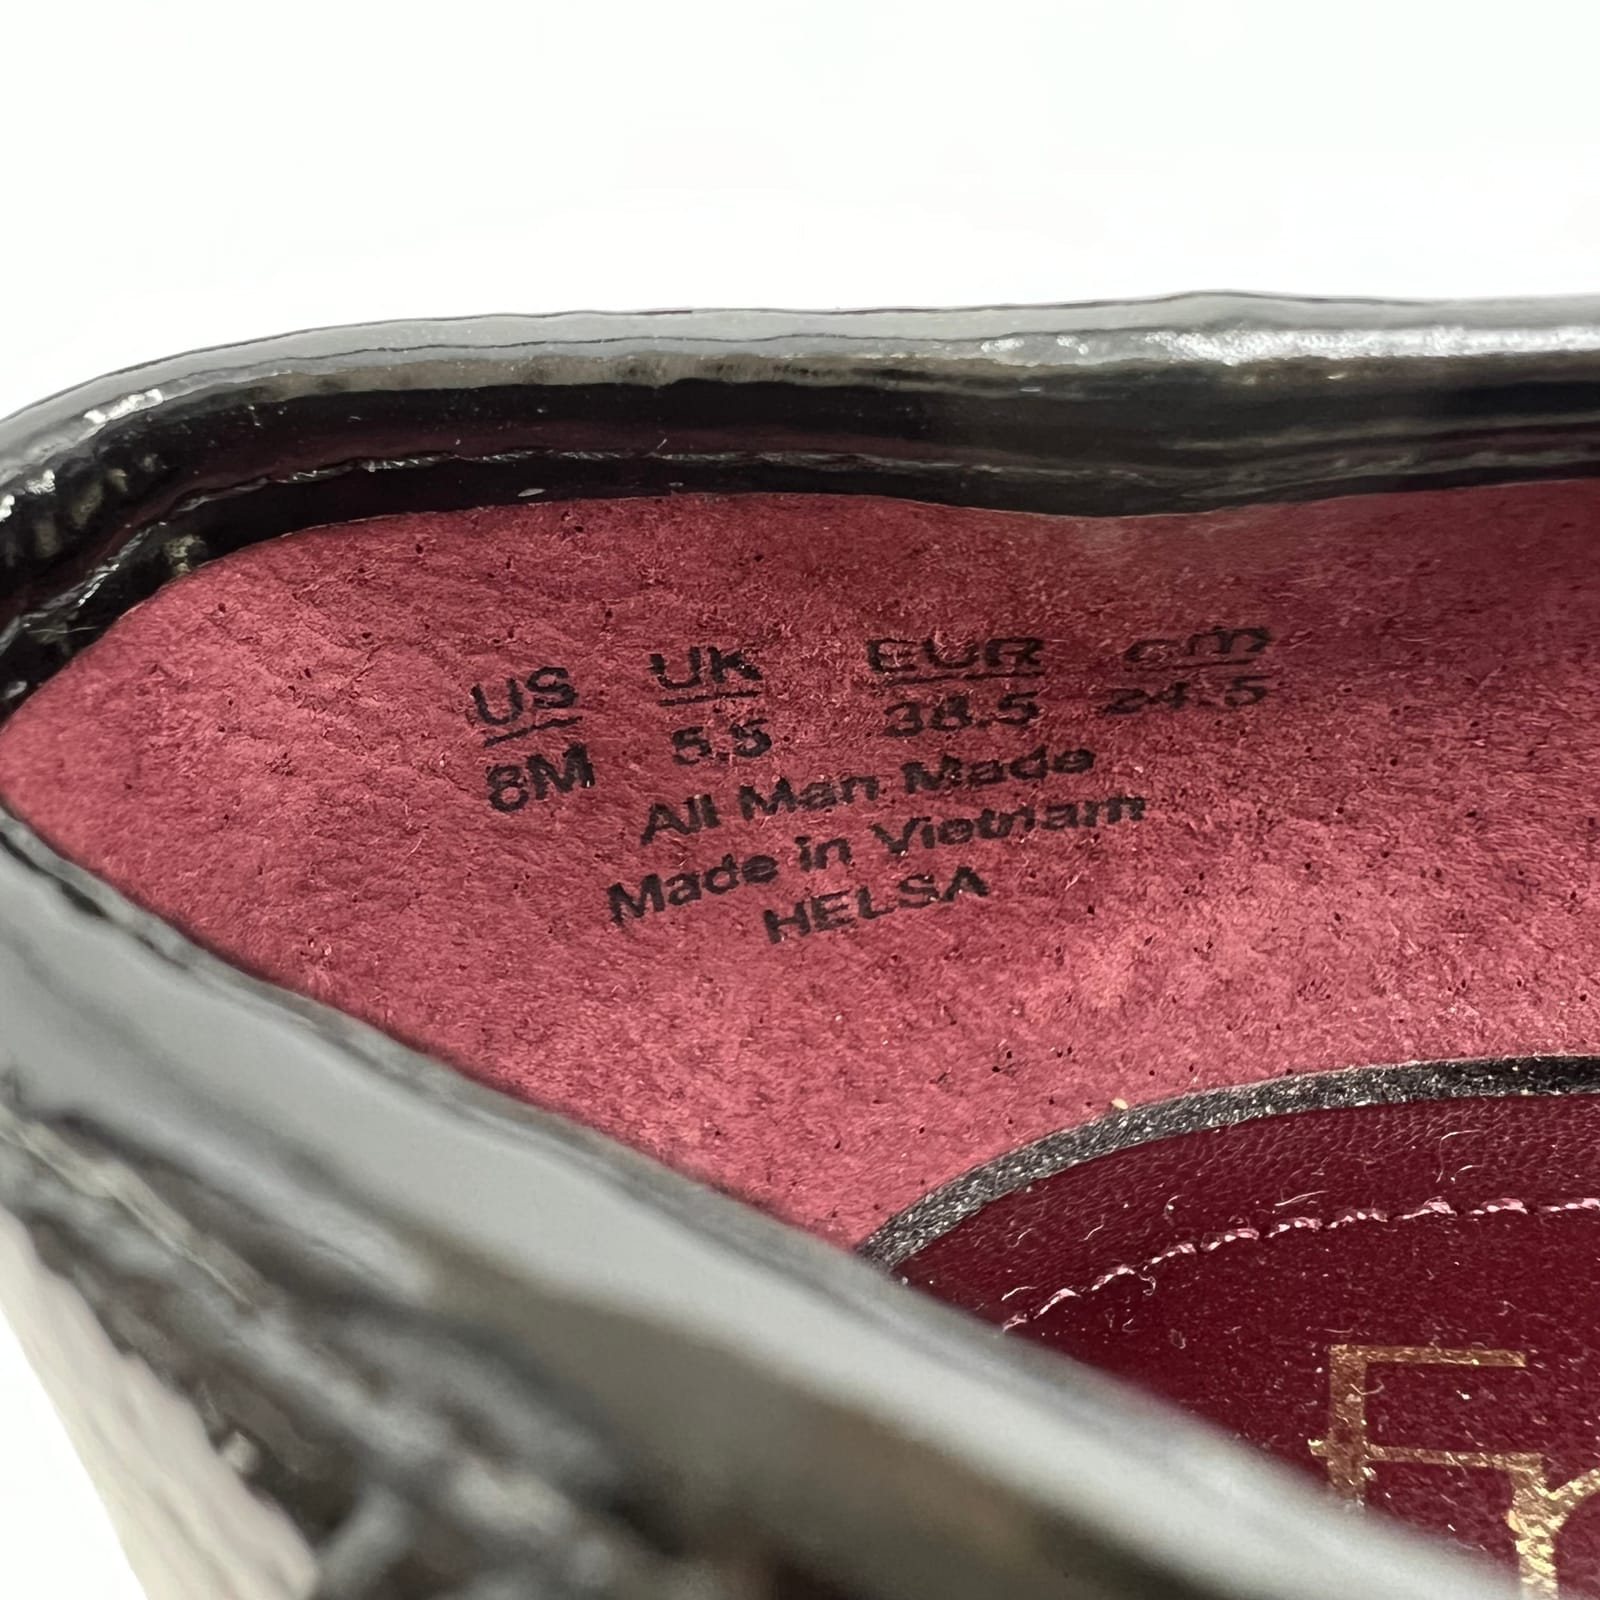 US UK EUR cm
8M 5.5 38.5 24.5
All Man Made
Made in Vietnam
HELSA